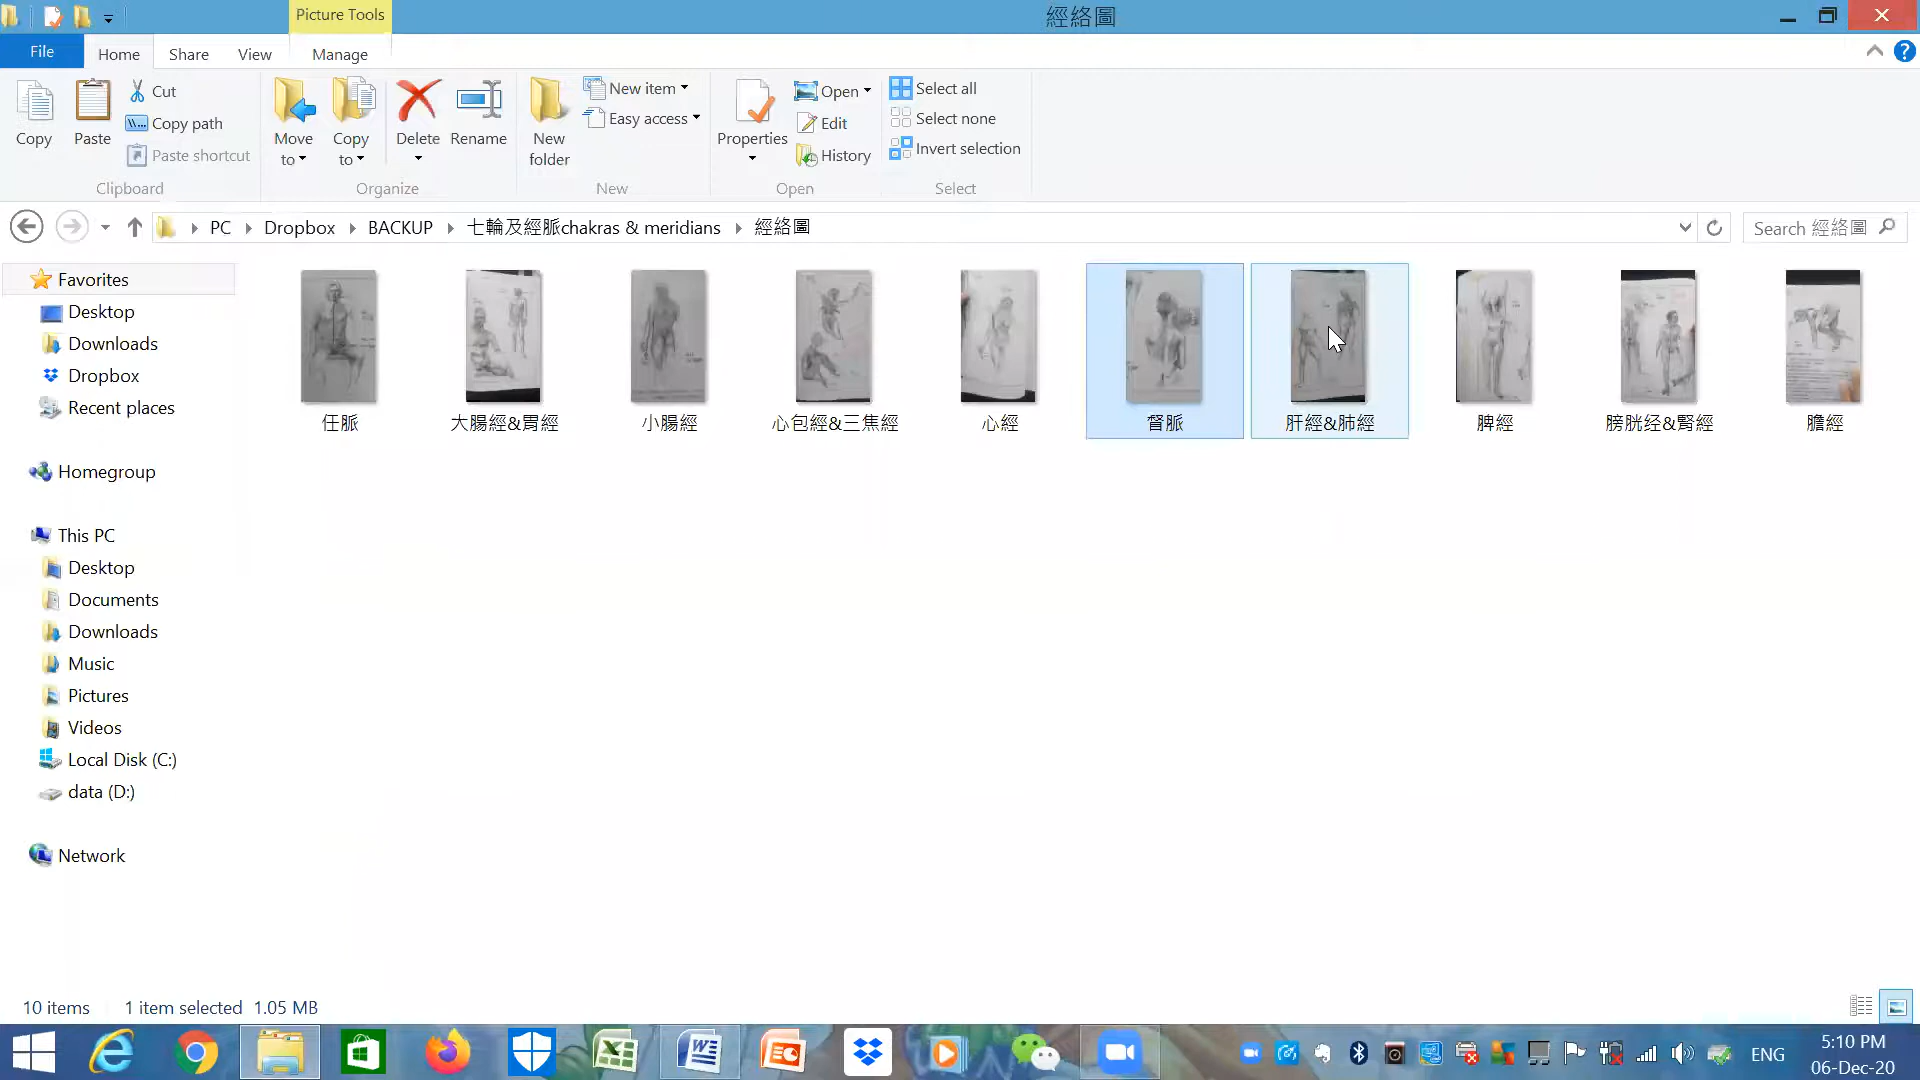 Picture Tools
經絡圖
File
Home
Share
View
Manage
Copy
Paste
Cut
Copy path
Paste shortcut
Clipboard
Move to
Copy to
Delete
Rename
Organize
New folder
New item
Easy access
New
Properties
Open
Edit
History
Open
Select all
Select none
Invert selection
Select
PC
Dropbox
BACKUP
七輪及經脈chakras & meridians
經絡圖
Search 經絡圖
Favorites
Desktop
Downloads
Dropbox
Recent places
Homegroup
This PC
Desktop
Documents
Downloads
Music
Pictures
Videos
Local Disk (C:)
data (D:)
Network
任脈
大腸經&胃經
小腸經
心包經&三焦經
心經
督脈
肝經&肺經
脾經
膀胱经&腎經
膽經
10 items
1 item selected 1.05 MB
ENG
5:10 PM
06-Dec-20